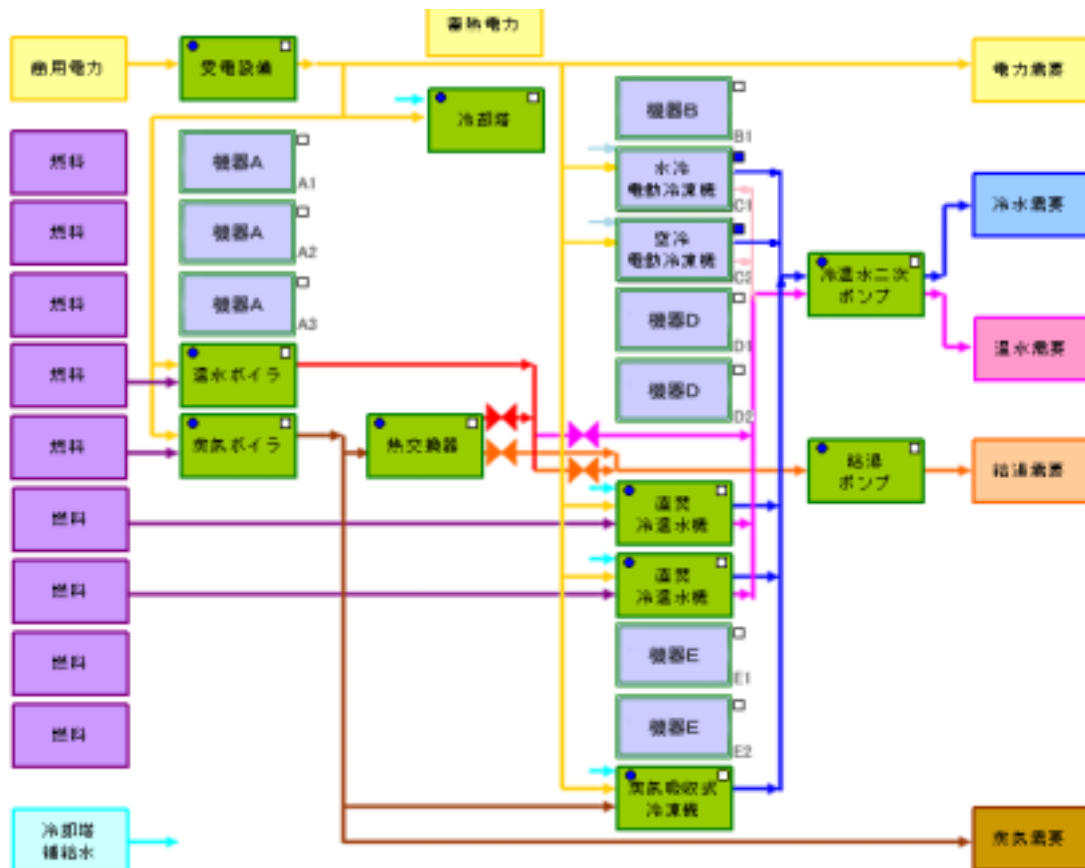 蓄熱電力
商用電力
受電設備
電力需要
冷却塔
機器B
B1
燃料
機器A
A1
水冷
電動冷凍機
C1
冷水需要
燃料
機器A
A2
空冷
電動冷凍機
C2
冷温水二次
ポンプ
燃料
機器A
A3
機器D
D1
温水需要
燃料
温水ボイラ
機器D
D2
燃料
蒸気ボイラ
熱交換器
給湯
ポンプ
給湯需要
燃料
直焚
冷温水機
燃料
直焚
冷温水機
燃料
機器E
E1
燃料
機器E
E2
蒸気吸収式
冷凍機
冷却塔
補給水
蒸気需要